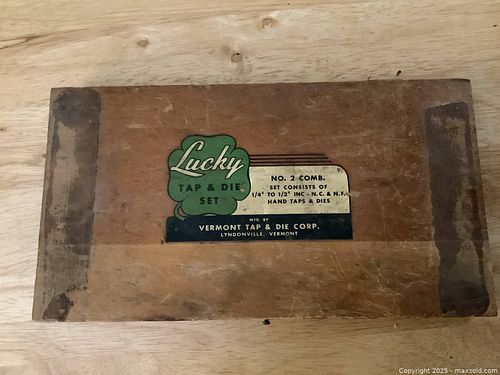 Lucky
TAP & DIE
SET
NO. 2 COMB.
SET CONSISTS OF
1/4" TO 1/2" INC - N.C. & N.F.
HAND TAPS & DIES
MFD. BY
VERMONT TAP & DIE CORP.
LYNDONVILLE, VERMONT
Copyright 2025 - maxsold.com